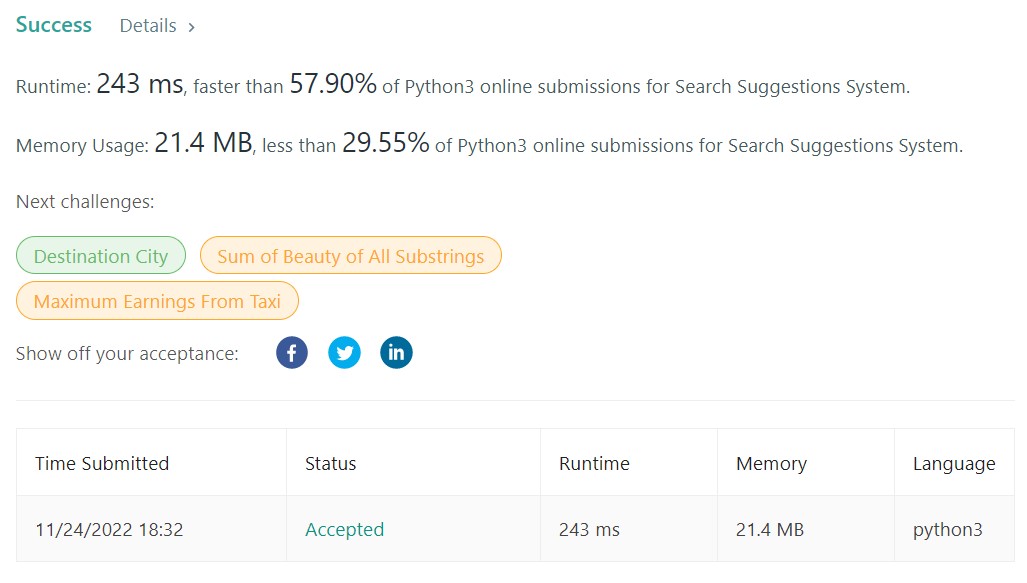 Success Details >
Runtime: 243 ms, faster than 57.90% of Python3 online submissions for Search Suggestions System.
Memory Usage: 21.4 MB, less than 29.55% of Python3 online submissions for Search Suggestions System.
Next challenges:
Destination City Sum of Beauty of All Substrings
Maximum Earnings From Taxi
Show off your acceptance: f in
Time Submitted Status Runtime Memory Language
11/24/2022 18:32 Accepted 243 ms 21.4 MB python3